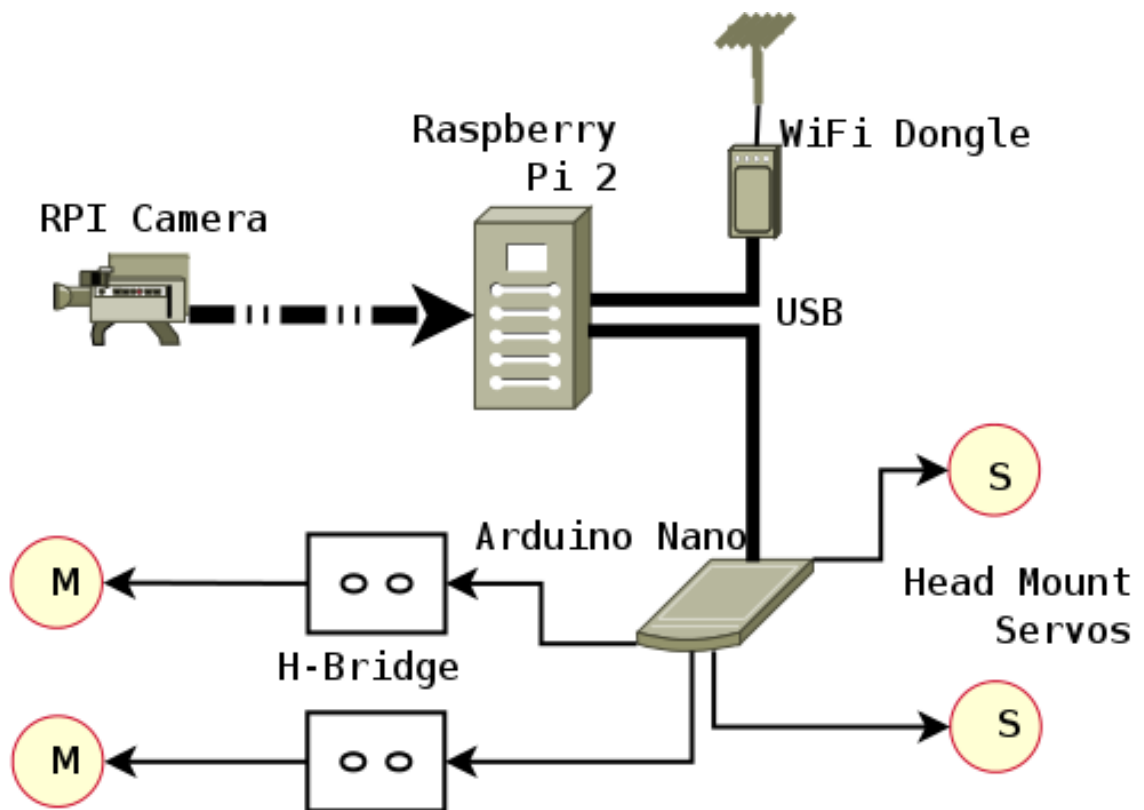 Raspberry
Pi 2
WiFi Dongle
RPI Camera
USB
S
Arduino Nano
M
Head Mount
Servos
H-Bridge
S
M